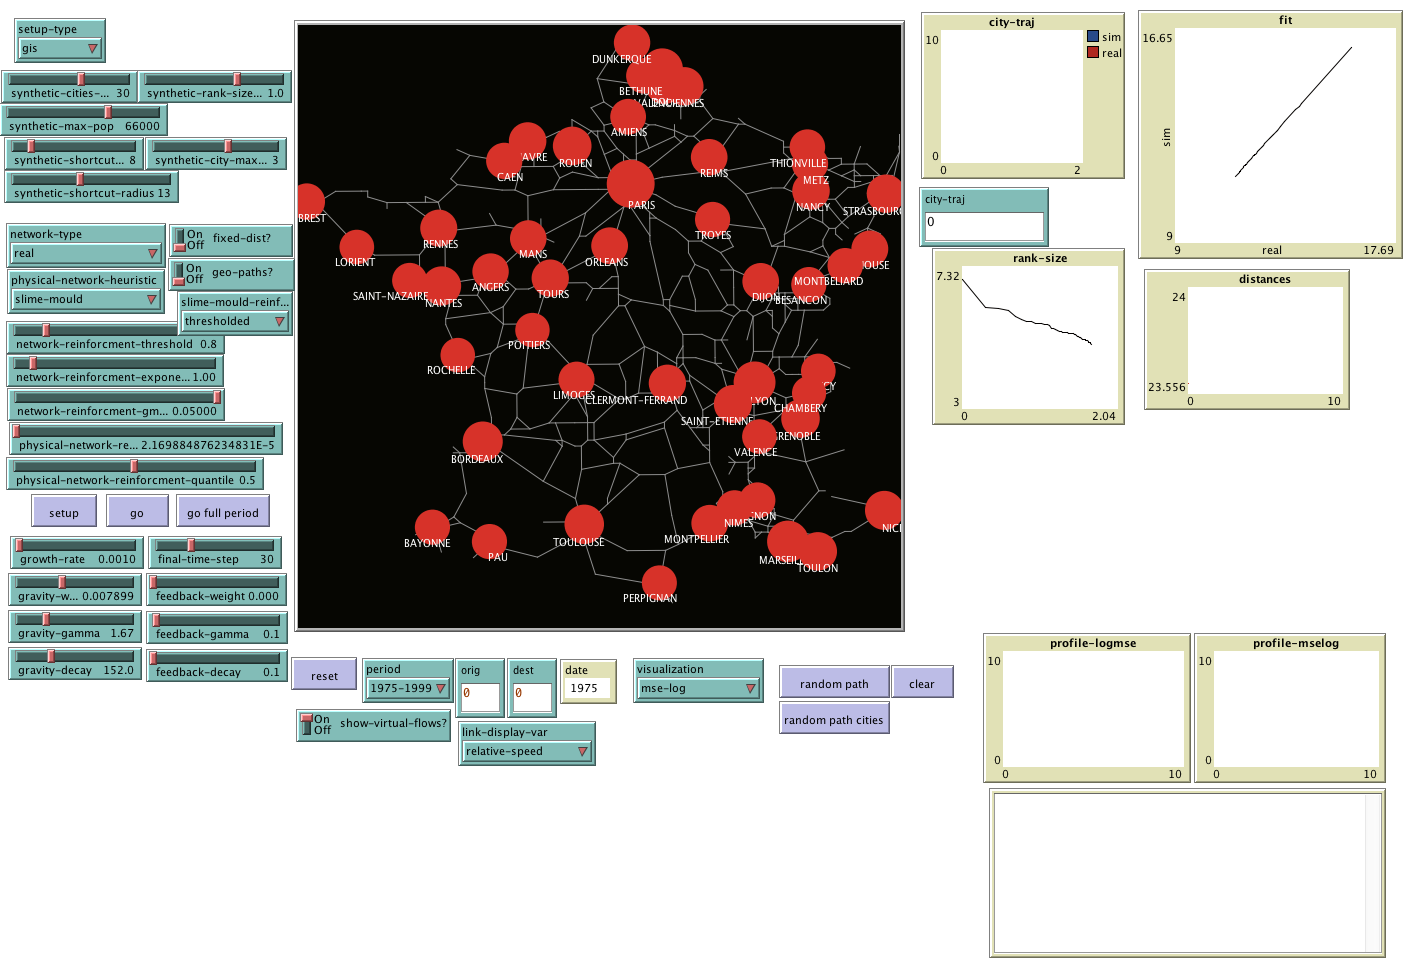 setup-type
gis
synthetic-cities-... 30
synthetic-rank-size... 1.0
synthetic-max-pop 66000
synthetic-shortcut... 8
synthetic-city-max... 3
synthetic-shortcut-radius 13
network-type
real
On
Off
fixed-dist?
physical-network-heuristic
slime-mould
On
Off
geo-paths?
slime-mould-reinf...
thresholded
network-reinforcment-threshold 0.8
network-reinforcment-expone... 1.00
network-reinforcment-gm... 0.05000
physical-network-re... 2.169884876234831E-5
physical-network-reinforcment-quantile 0.5
setup
go
go full period
growth-rate 0.0010
final-time-step 30
gravity-w... 0.007899
feedback-weight 0.000
gravity-gamma 1.67
feedback-gamma 0.1
gravity-decay 152.0
feedback-decay 0.1
DUNKERQUE
BETHUNE
AMIENS
AVRE
ROUEN
CAEN
REIMS
THIONVILLE
METZ
NANCY
STRASBOURG
PARIS
BREST
RENNES
LORIENT
MANS
ORLEANS
TROYES
OUSE
MONTBELIARD
SAINT-NAZAIRE
NANTES
ANGERS
TOURS
DIJON
BESANCON
POITIERS
ROCHELLE
LIMOGES
CLERMONT-FERRAND
LYON
CY
CHAMBERY
SAINT-ETIENNE
GRENOBLE
VALENCE
BORDEAUX
BAYONNE
PAU
TOULOUSE
MONTPELLIER
NIMES
NON
NICE
MARSEILL
TOULON
PERPIGNAN
reset
period
1975-1999
orig
0
dest
0
date
1975
On
Off
show-virtual-flows?
link-display-var
relative-speed
visualization
mse-log
random path
clear
random path cities
city-traj
10
0
0
2
sim
real
city-traj
0
rank-size
7.32
3
0
2.04
fit
16.65
sim
9
9
real
17.69
distances
24
23.556
0
10
profile-logmse
10
0
0
10
profile-mselog
10
0
0
10